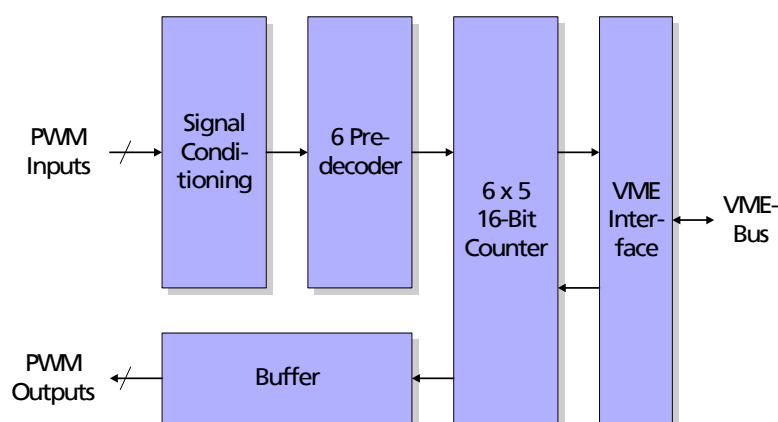 PWM
Inputs
Signal
Condi-
tioning
6 Pre-
decoder
6 x 5
16-Bit
Counter
VME
Inter-
face
VME-
Bus
PWM
Outputs
Buffer